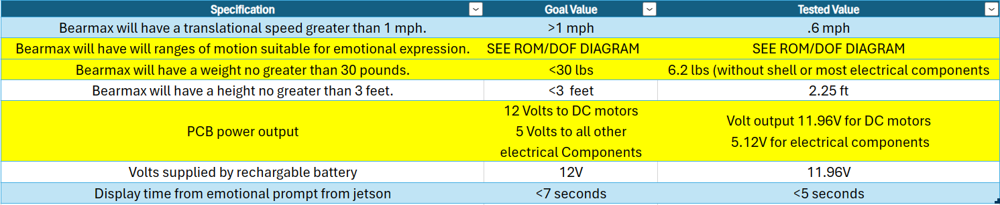 Specification Goal Value Tested Value
Bearmax will have a translational speed greater than 1 mph. >1 mph .6 mph
Bearmax will have will ranges of motion suitable for emotional expression. SEE ROM/DOF DIAGRAM SEE ROM/DOF DIAGRAM
Bearmax will have a weight no greater than 30 pounds. <30 lbs 6.2 lbs (without shell or most electrical components
Bearmax will have a height no greater than 3 feet. <3 feet 2.25 ft
PCB power output
12 Volts to DC motors
5 Volts to all other
electrical Components
Volt output 11.96V for DC motors
5.12V for electrical components
Volts supplied by rechargable battery 12V 11.96V
Display time from emotional prompt from jetson <7 seconds <5 seconds